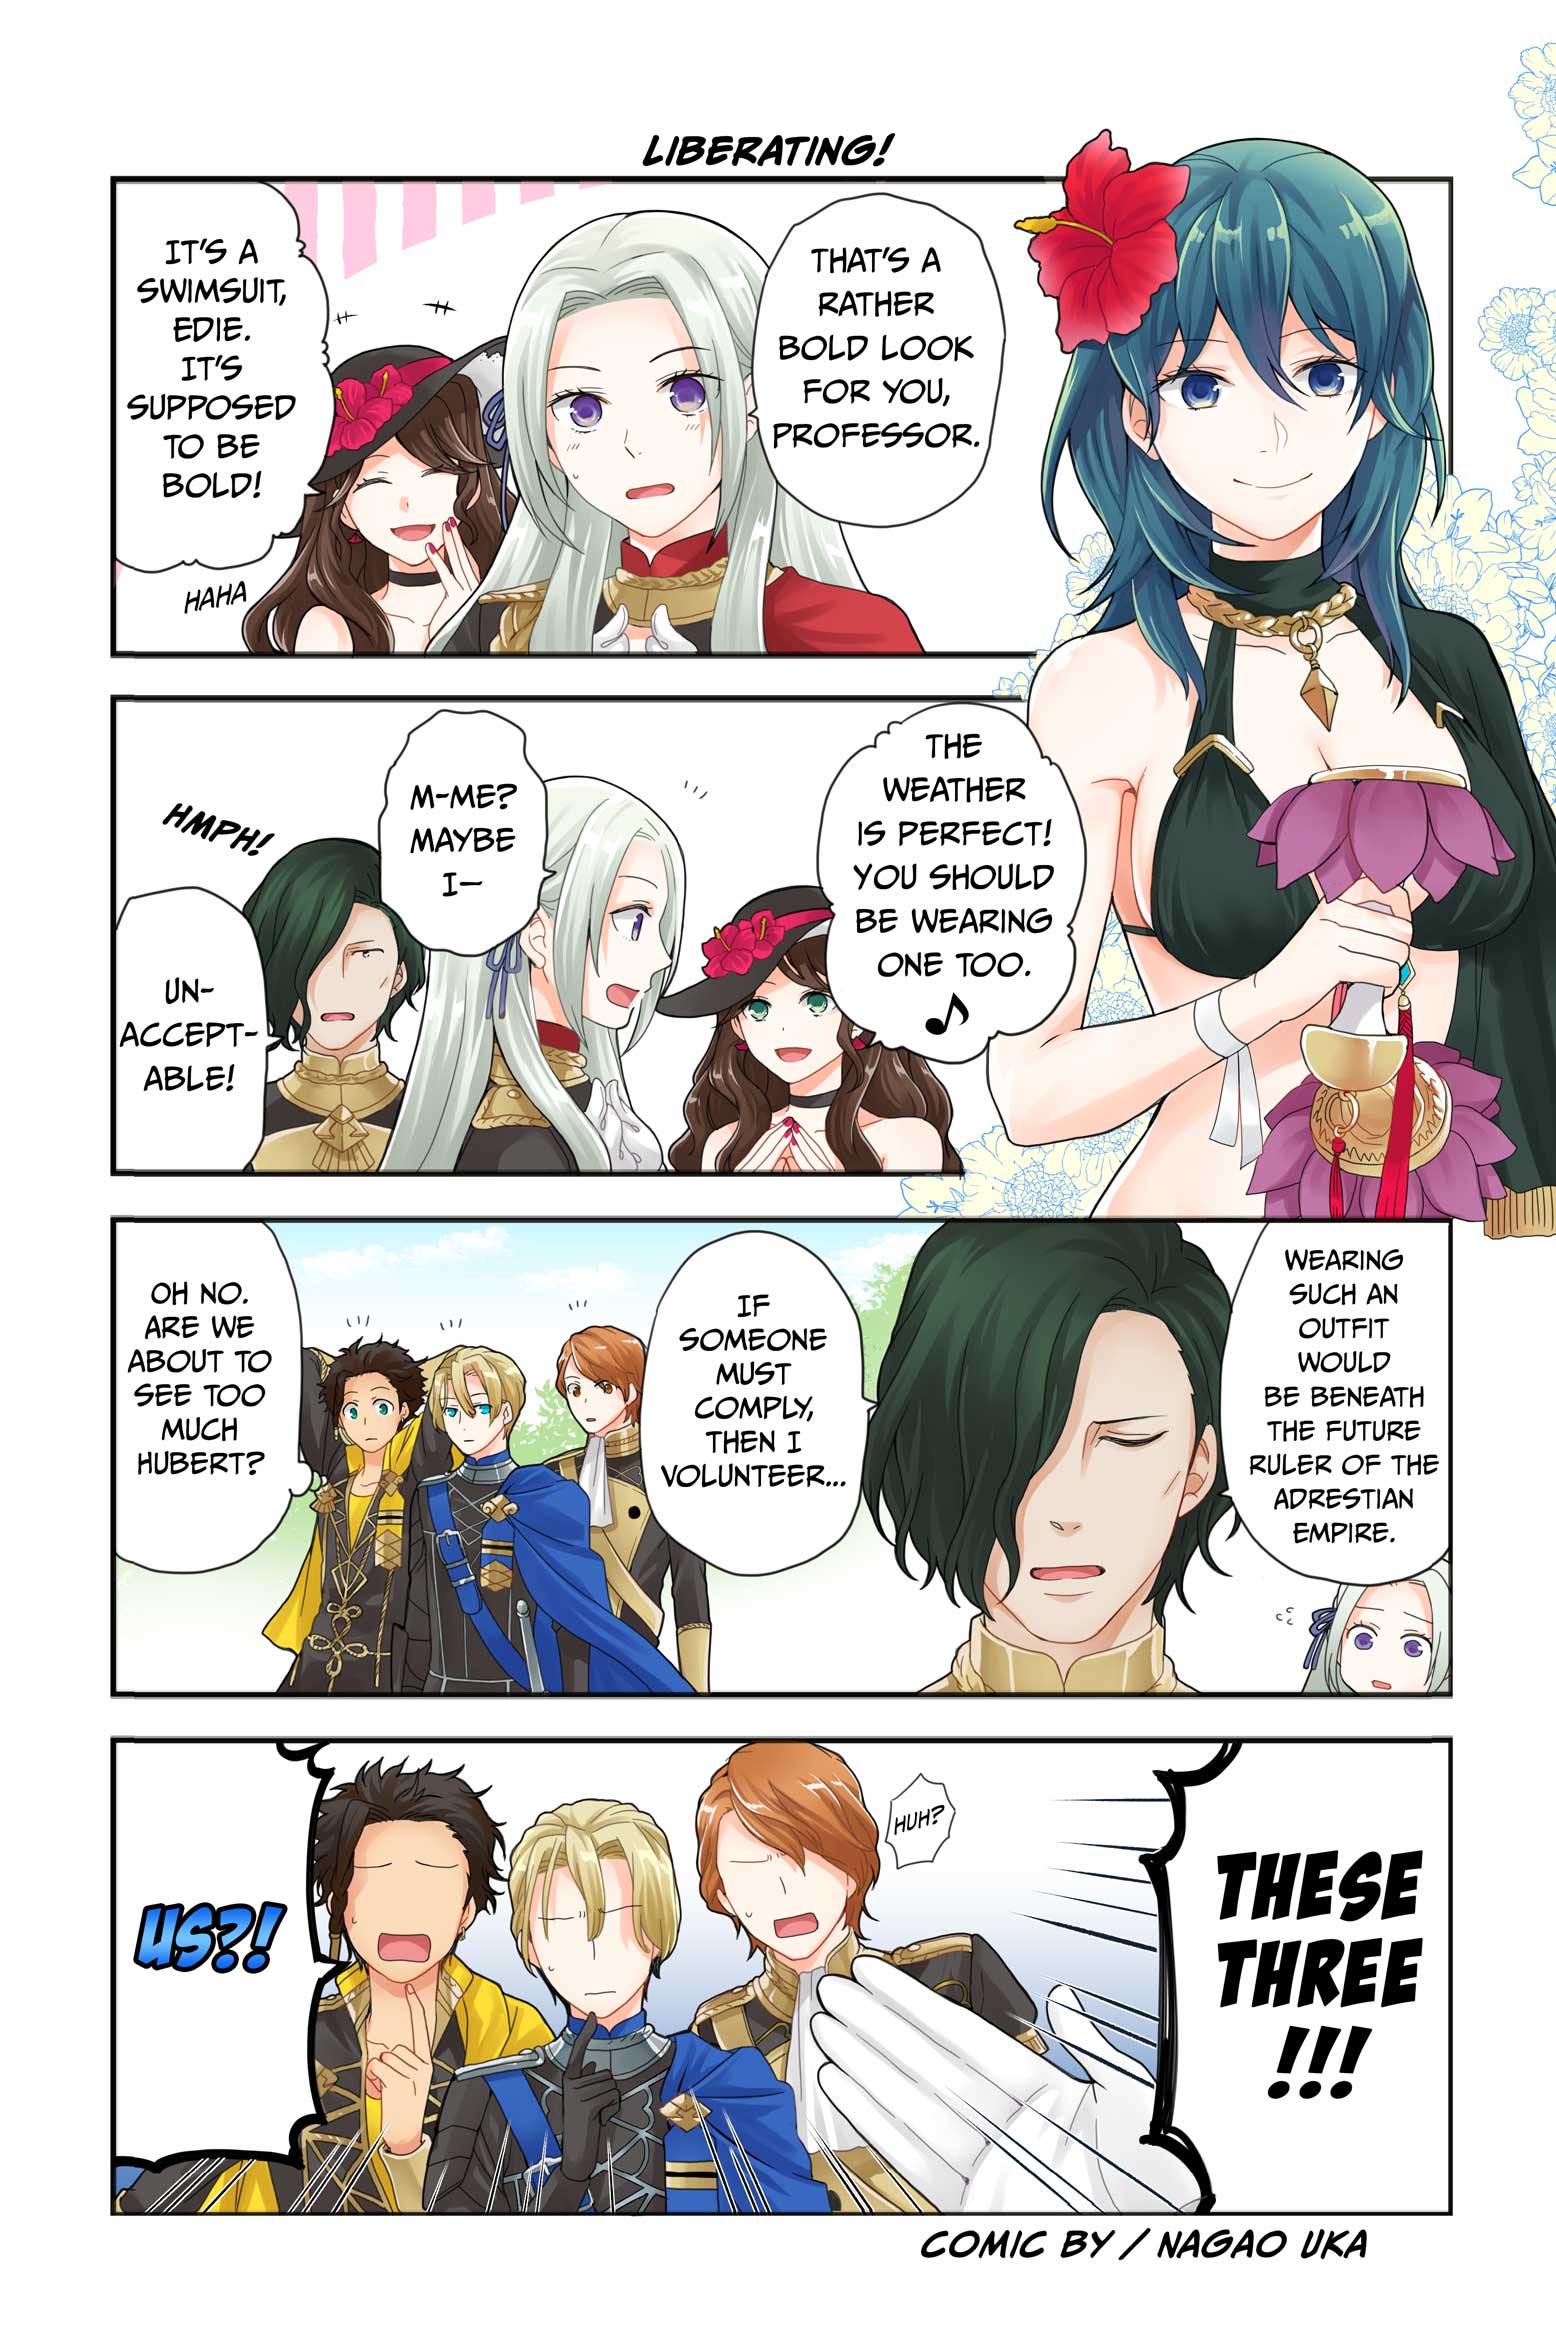 LIBERATING!
THAT'S A
RATHER
BOLD LOOK
FOR YOU,
PROFESSOR.
IT'S A
SWIMSUIT,
EDIE.
IT'S
SUPPOSED
TO BE
BOLD!
HAHA
THE
WEATHER
IS PERFECT!
YOU SHOULD
BE WEARING
ONE TOO.
M-ME?
MAYBE
I–
HMPH!
UN-
ACCEPT-
ABLE!
WEARING
SUCH AN
OUTFIT
WOULD
BE BENEATH
THE FUTURE
RULER OF THE
ADRESTIAN
EMPIRE.
IF
SOMEONE
MUST
COMPLY,
THEN I
VOLUNTEER...
OH NO.
ARE WE
ABOUT TO
SEE TOO
MUCH
HUBERT?
THESE
THREE
!!!
HUH?
US?!
COMIC BY / NAGAO UKA